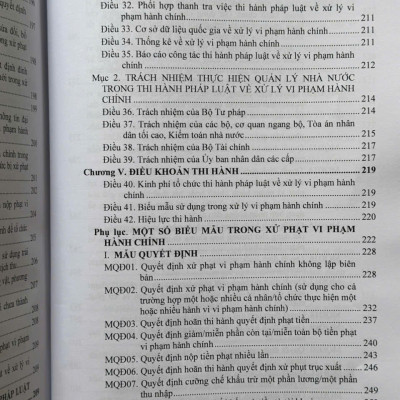 Điều 32. Phối hợp thanh tra việc thi hành pháp luật về xử lý vi
phạm hành chính 211
Điều 33. Cơ sở dữ liệu quốc gia về xử lý vi phạm hành chính 211
Điều 34. Thống kê về xử lý vi phạm hành chính 211
Điều 35. Báo cáo công tác thi hành pháp luật về xử lý vi phạm
hành chính 212
Mục 2. TRÁCH NHIỆM THỰC HIỆN QUẢN LÝ NHÀ NƯỚC
TRONG THI HÀNH PHÁP LUẬT VỀ XỬ LÝ VI PHẠM HÀNH
CHÍNH 214
Điều 36. Trách nhiệm của Bộ Tư pháp 214
Điều 37. Trách nhiệm của các bộ, cơ quan ngang bộ, Tòa án nhân
dân tối cao, Kiểm toán nhà nước 215
Điều 38. Trách nhiệm của Bộ Tài chính 217
Điều 39. Trách nhiệm của Ủy ban nhân dân các cấp 217
Chương V. ĐIỀU KHOẢN THI HÀNH 219
Điều 40. Kinh phí tổ chức thi hành pháp luật về xử lý vi phạm
hành chính 219
Điều 41. Biểu mẫu sử dụng trong xử lý vi phạm hành chính 219
Điều 42. Hiệu lực thi hành 220
Phụ lục. MỘT SỐ BIỂU MẪU TRONG XỬ PHẠT VI PHẠM
HÀNH CHÍNH 222
I. MẪU QUYẾT ĐỊNH 228
MQĐ01. Quyết định xử phạt vi phạm hành chính không lập biên
bản 228
MQĐ02. Quyết định xử phạt vi phạm hành chính (sử dụng cho cả
trường hợp một hoặc nhiều cá nhân/tổ chức thực hiện một
hoặc nhiều hành vi vi phạm hành chính) 232
MQĐ03. Quyết định hoãn thi hành quyết định phạt tiền 237
MQĐ04. Quyết định giảm/miễn phần còn lại/miễn toàn bộ tiền phạt
vi phạm hành chính 240
MQĐ05. Quyết định nộp tiền phạt nhiều lần 243
MQĐ06. Quyết định hoãn thi hành quyết định xử phạt trục xuất 246
MQĐ07. Quyết định cưỡng chế khấu trừ một phần lương/một phần
thu nhập 249